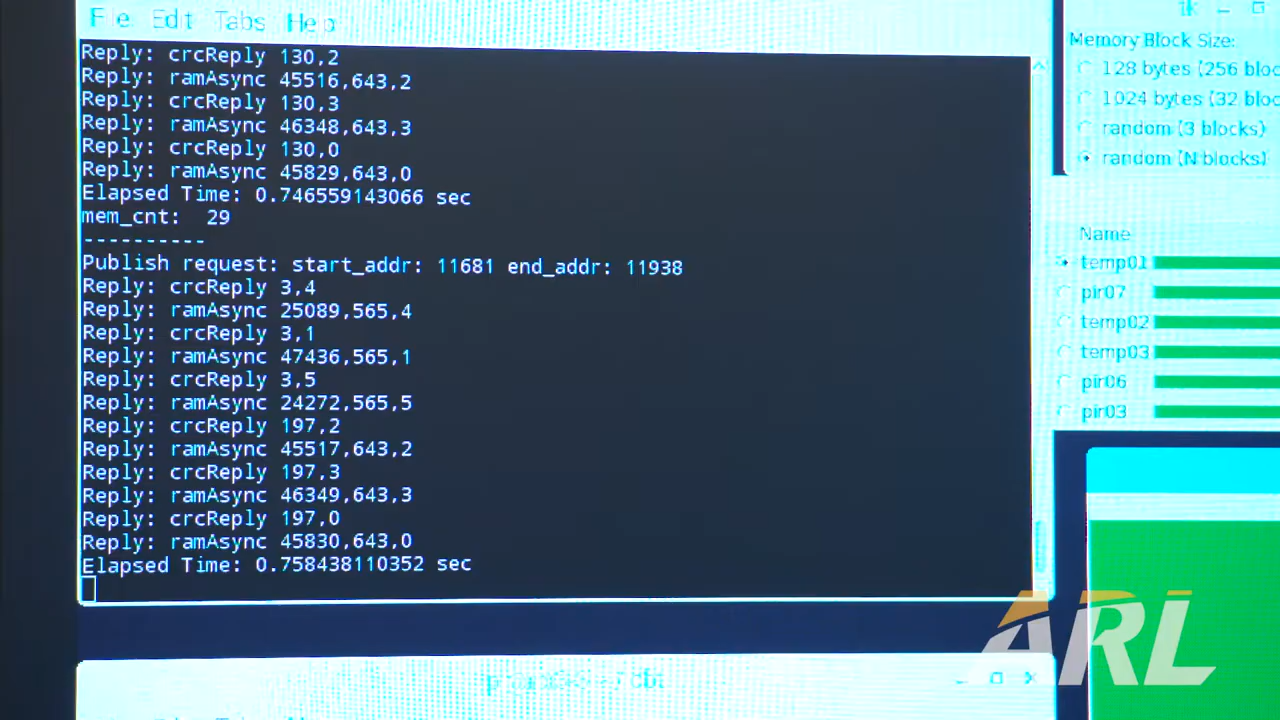 File Edit Tabs Help
Reply: crcReply 130,2
Reply: ramAsync 45516,643,2
Reply: crcReply 130,3
Reply: ramAsync 46348,643,3
Reply: crcReply 130,0
Reply: ramAsync 45829,643,0
Elapsed Time: 0.746559143066 sec
mem_cnt:  29
----------
Publish request: start_addr: 11681 end_addr: 11938
Reply: crcReply 3,4
Reply: ramAsync 25089,565,4
Reply: crcReply 3,1
Reply: ramAsync 47436,565,1
Reply: crcReply 3,5
Reply: ramAsync 24272,565,5
Reply: crcReply 197,2
Reply: ramAsync 45517,643,2
Reply: crcReply 197,3
Reply: ramAsync 46349,643,3
Reply: crcReply 197,0
Reply: ramAsync 45830,643,0
Elapsed Time: 0.758438110352 sec
tk
Memory Block Size:
128 bytes (256 bloc
1024 bytes (32 bloc
random (3 blocks)
random (N blocks)
Name
temp01
pir07
temp02
temp03
pir06
pir03
ARL